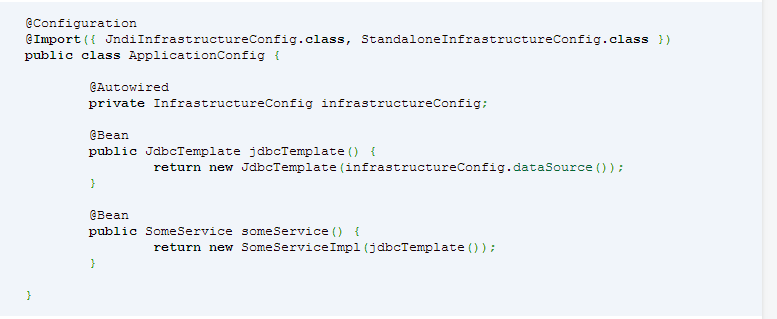 @Configuration
@Import({ JndiInfrastructureConfig.class, StandaloneInfrastructureConfig.class })
public class ApplicationConfig {
@Autowired
private InfrastructureConfig infrastructureConfig;
@Bean
public JdbcTemplate jdbcTemplate() {
return new JdbcTemplate(infrastructureConfig.dataSource());
}
@Bean
public SomeService someService() {
return new SomeServiceImpl(jdbcTemplate());
}
}